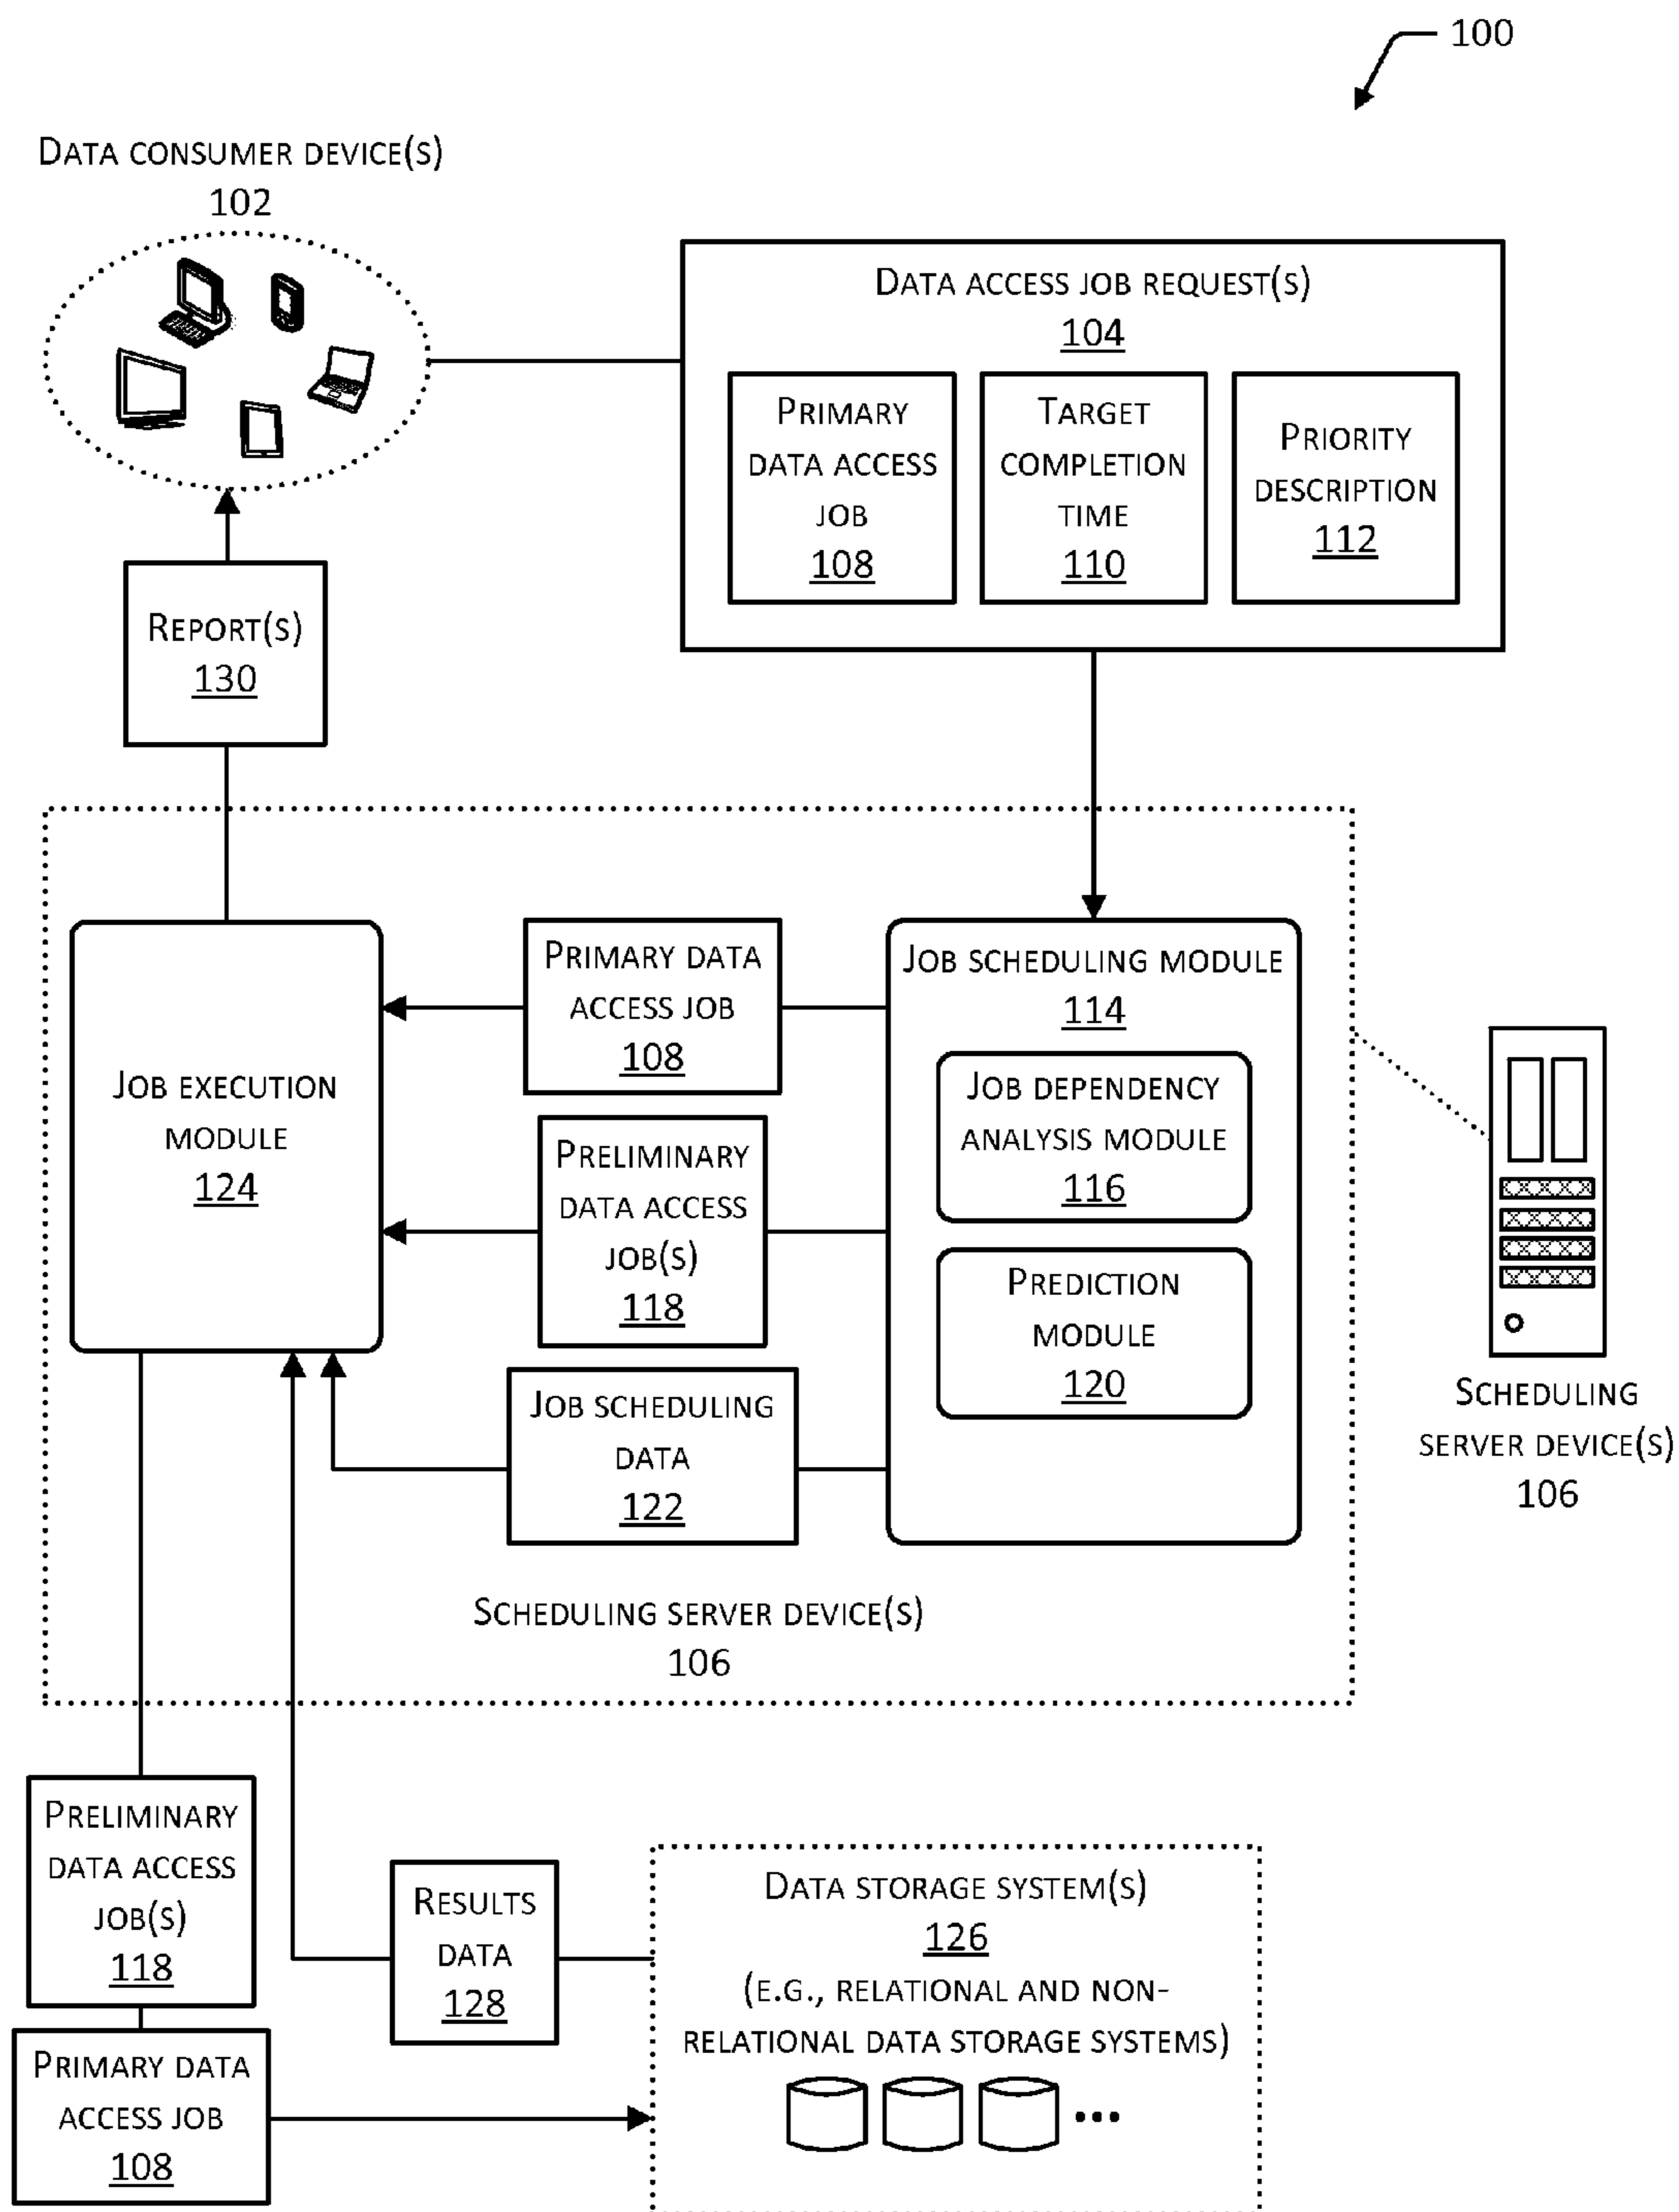 100
Data consumer device(s)
102
Data access job request(s)
104
Primary
data access
job
108
Target
completion
time
110
Priority
description
112
Report(s)
130
Job execution
module
124
Primary data
access job
108
Preliminary
data access
job(s)
118
Job scheduling
data
122
Job scheduling module
114
Job dependency
analysis module
116
Prediction
module
120
Scheduling
server device(s)
106
Scheduling server device(s)
106
Preliminary
data access
job(s)
118
Primary data
access job
108
Results
data
128
Data storage system(s)
126
(e.g., relational and non-
relational data storage systems)
...